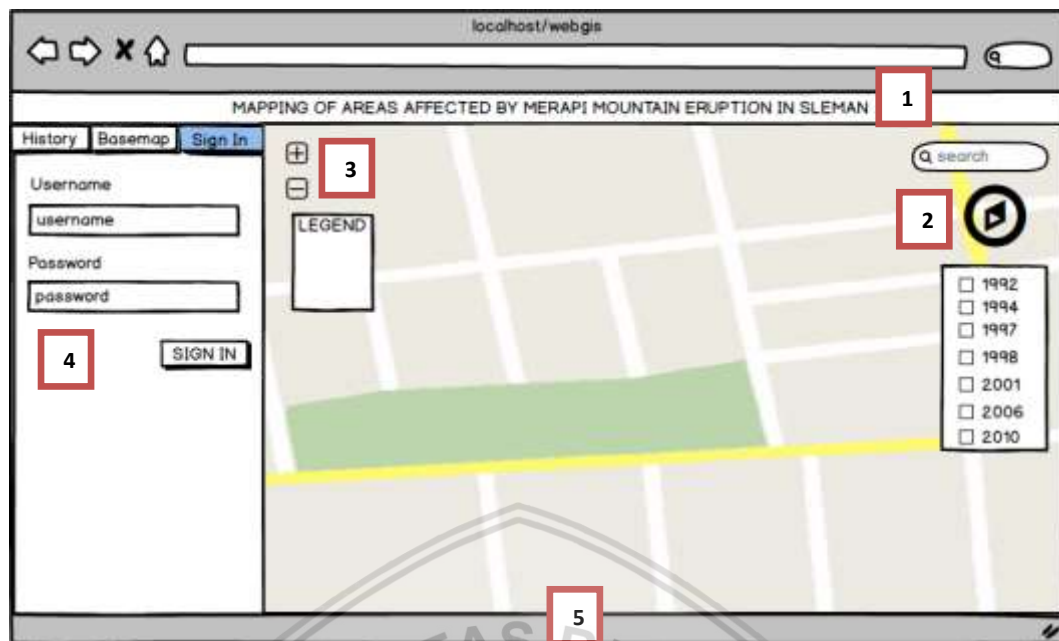 localhost/webgis
MAPPING OF AREAS AFFECTED BY MERAPI MOUNTAIN ERUPTION IN SLEMAN
1
History Basemap Sign In
Username
username
Password
password
SIGN IN
4
3
LEGEND
search
2
1992
1994
1997
1998
2001
2006
2010
5